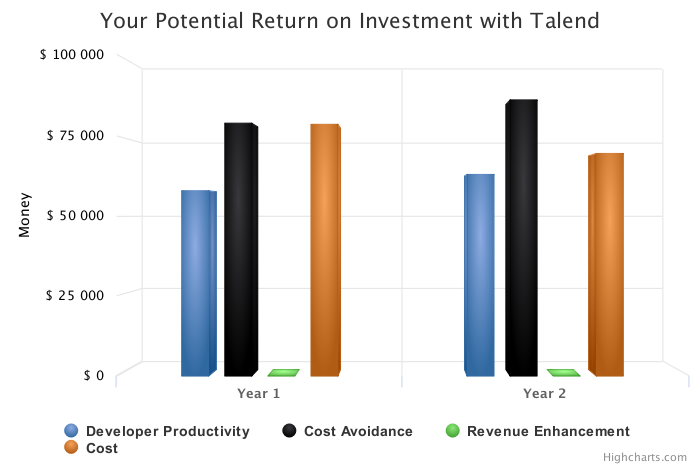 Your Potential Return on Investment with Talend
$ 100 000
$ 75 000
$ 50 000
$ 25 000
$ 0
Money
Year 1
Year 2
Developer Productivity
Cost Avoidance
Revenue Enhancement
Cost
Highcharts.com